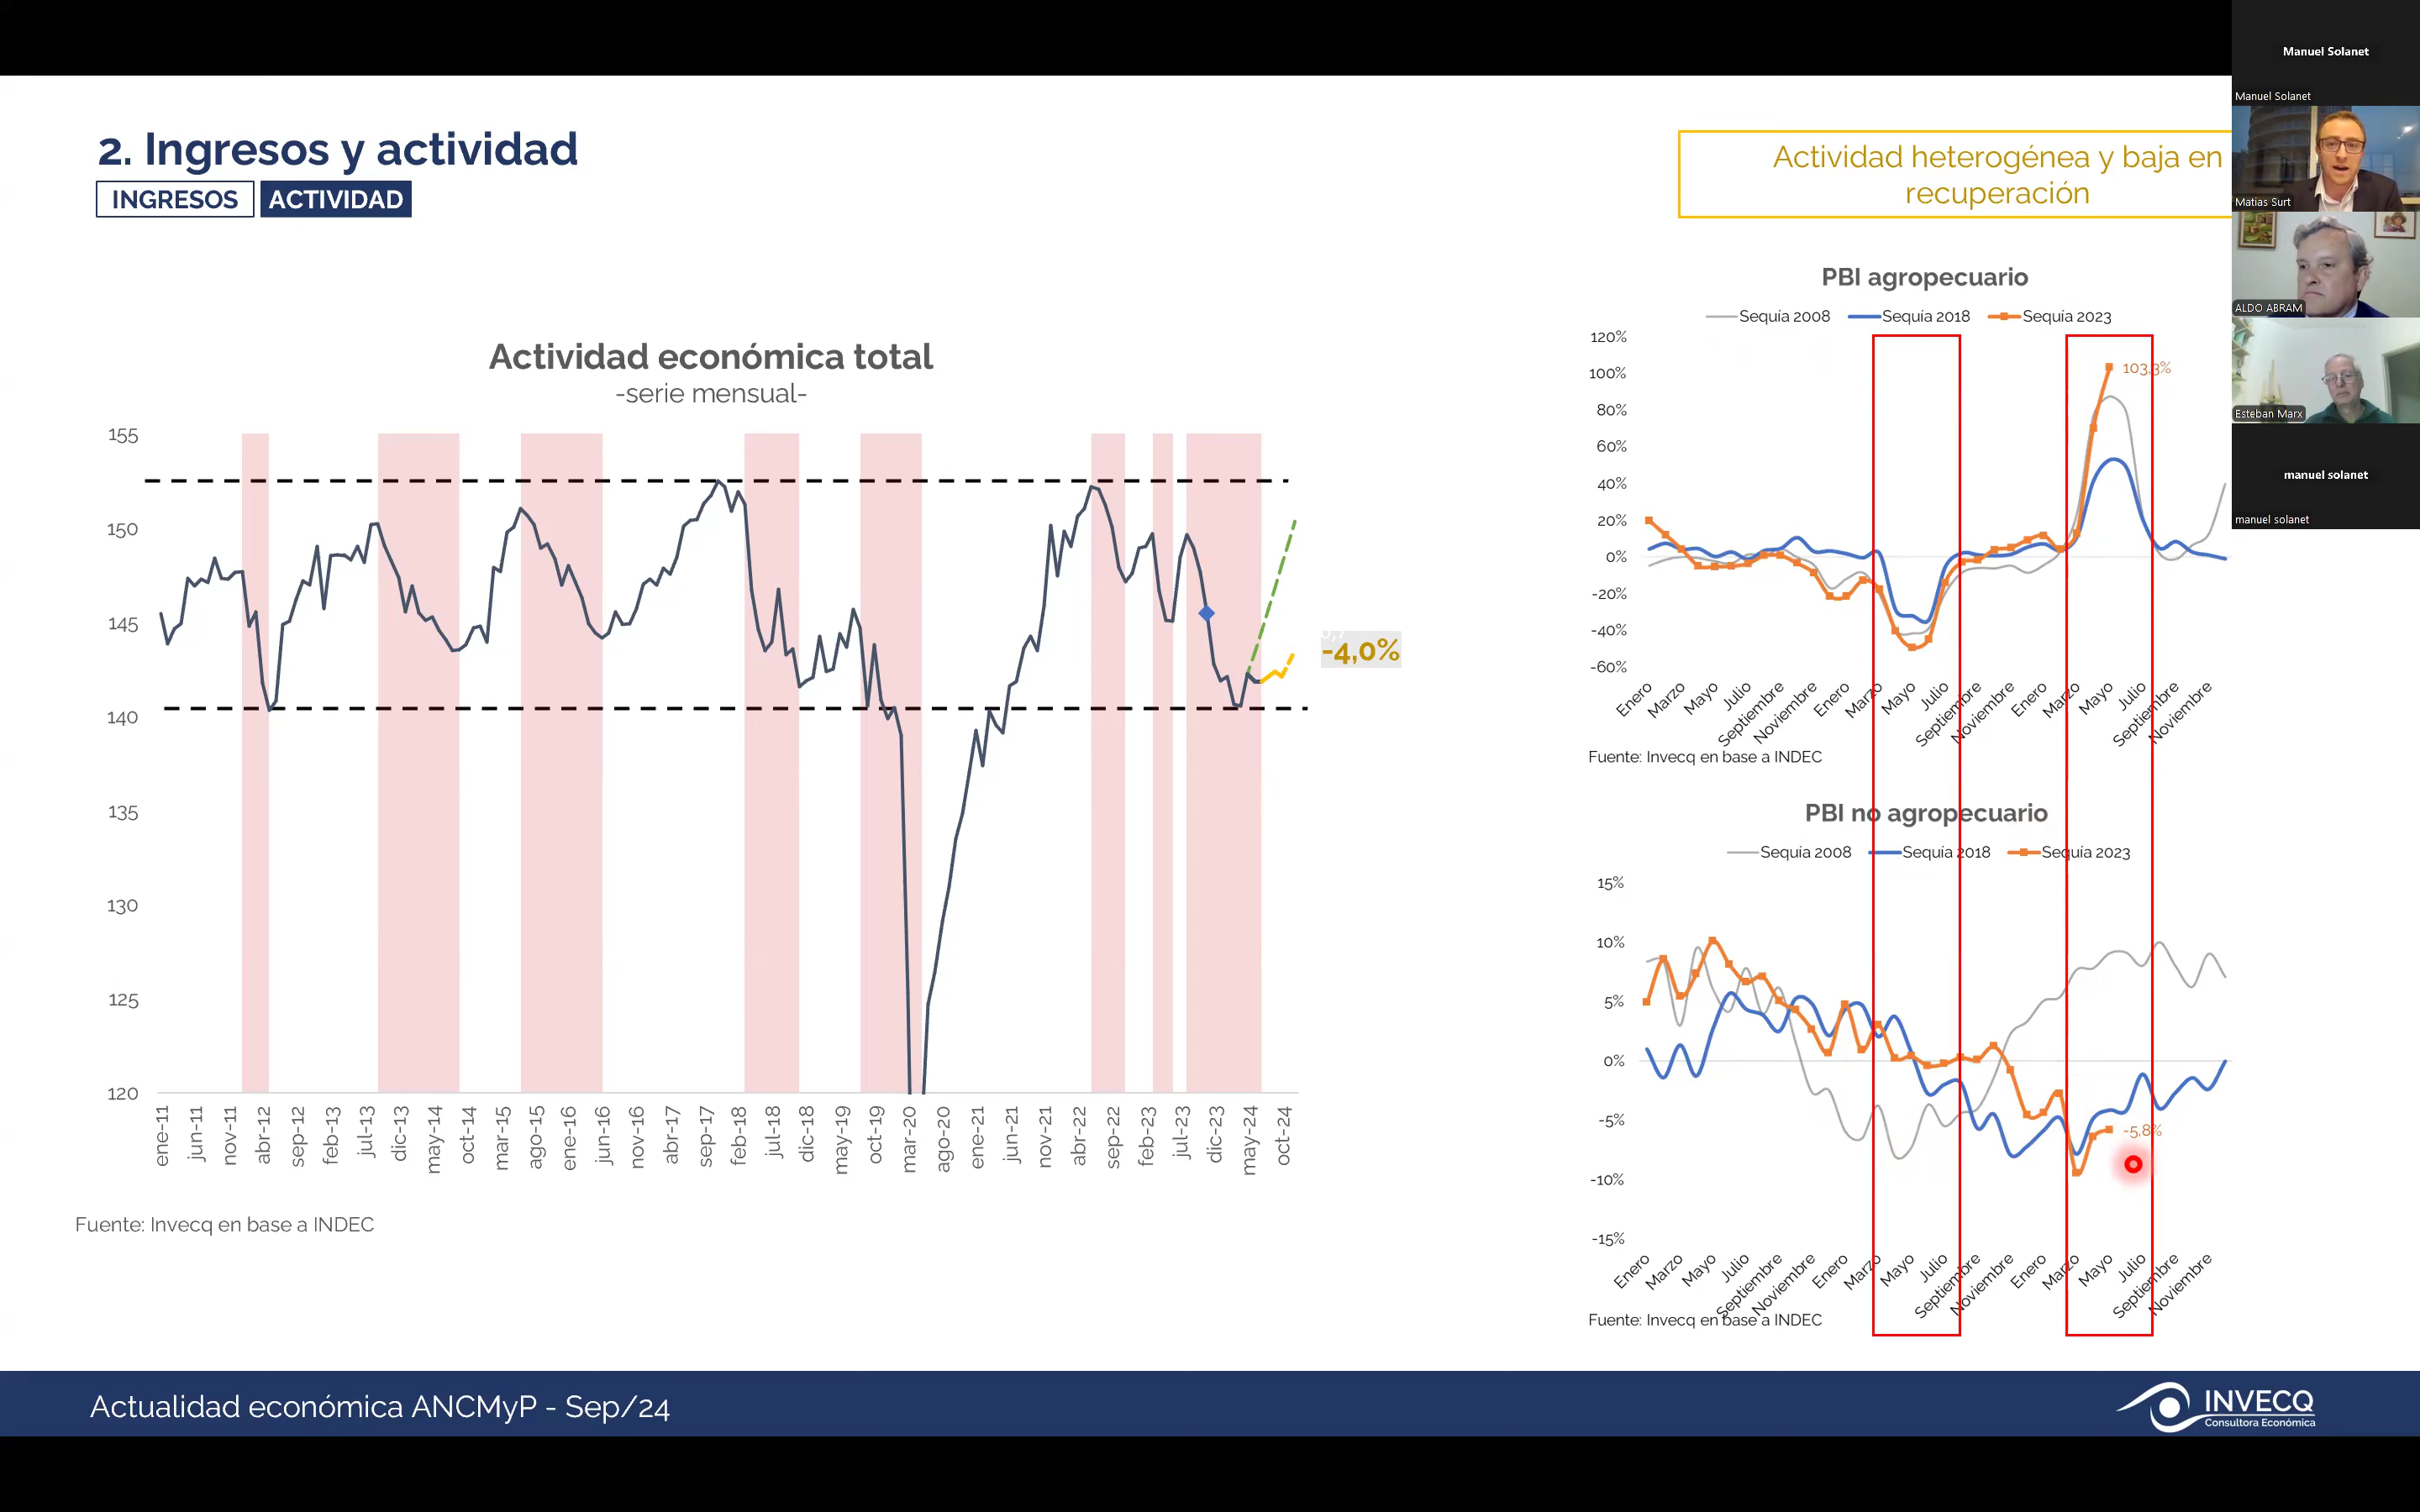 2. Ingresos y actividad
INGRESOS ACTIVIDAD
Actividad heterogénea y baja en
recuperación
Actividad económica total
-serie mensual-
155
150
145
140
135
130
125
120
-4,0%
ene-11 jun-11 nov-11 abr-12 sep-12 feb-13 jul-13 dic-13 may-14 oct-14 mar-15 ago-15 ene-16 jun-16 nov-16 abr-17 sep-17 feb-18 jul-18 dic-18 may-19 oct-19 mar-20 ago-20 ene-21 jun-21 nov-21 abr-22 sep-22 feb-23 jul-23 dic-23 may-24 oct-24
Fuente: Invecq en base a INDEC
PBI agropecuario
Sequía 2008 Sequía 2018 Sequía 2023
120%
100%
80%
60%
40%
20%
0%
-20%
-40%
-60%
103,3%
Enero Marzo Mayo Julio Septiembre Noviembre Enero Marzo Mayo Julio Septiembre Noviembre Enero Marzo Mayo Julio Septiembre Noviembre
Fuente: Invecq en base a INDEC
PBI no agropecuario
Sequía 2008 Sequía 2018 Sequía 2023
15%
10%
5%
0%
-5%
-10%
-15%
-5,8%
Enero Marzo Mayo Julio Septiembre Noviembre Enero Marzo Mayo Julio Septiembre Noviembre Enero Marzo Mayo Julio Septiembre Noviembre
Fuente: Invecq en base a INDEC
Manuel Solanet
Manuel Solanet
Matias Surt
ALDO ABRAM
Esteban Marx
manuel solanet
manuel solanet
Actualidad económica ANCMyP - Sep/24
INVECQ
Consultora Económica